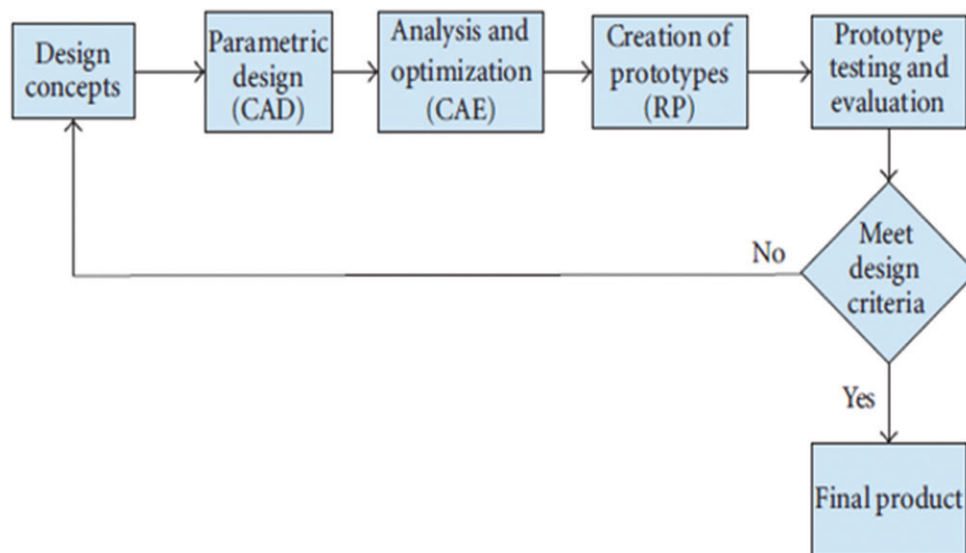 Design
concepts
Parametric
design
(CAD)
Analysis and
optimization
(CAE)
Creation of
prototypes
(RP)
Prototype
testing and
evaluation
Meet
design
criteria
No
Yes
Final product